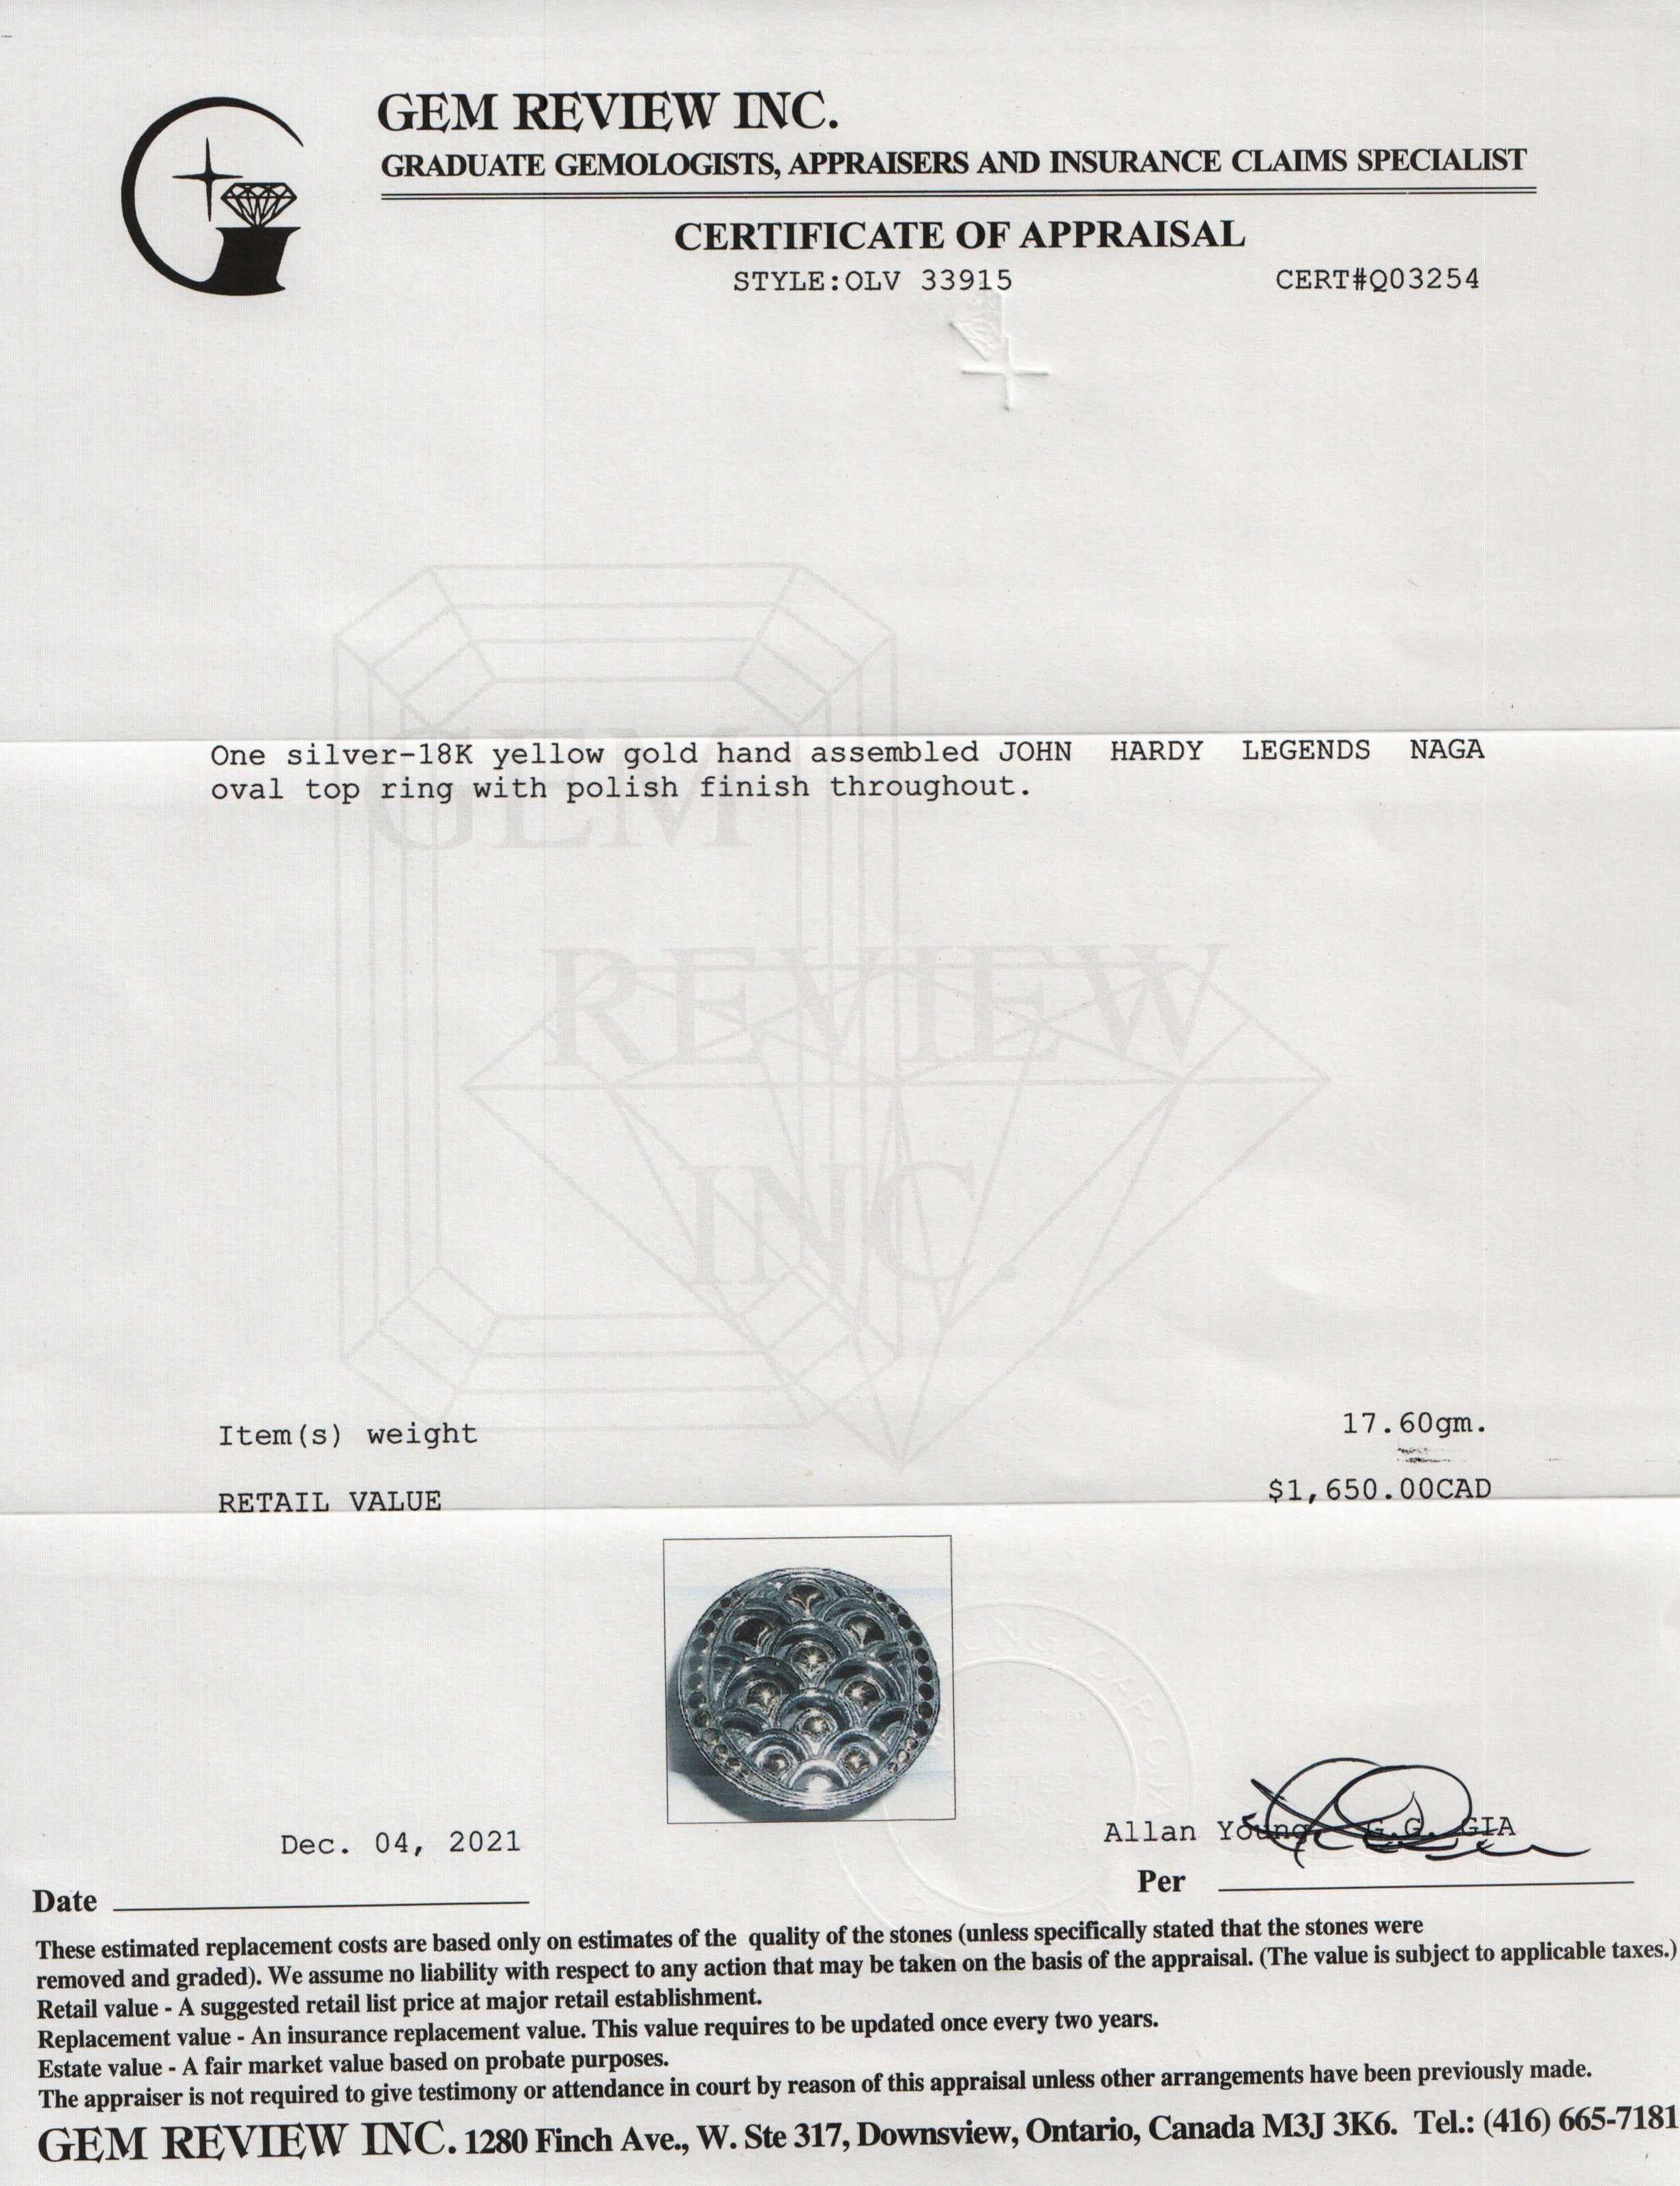 GEM REVIEW INC.
GRADUATE GEMOLOGISTS, APPRAISERS AND INSURANCE CLAIMS SPECIALIST
CERTIFICATE OF APPRAISAL
STYLE:OLV 33915 CERT#Q03254
One silver-18K yellow gold hand assembled JOHN HARDY LEGENDS NAGA
oval top ring with polish finish throughout.
GEM
REVIEW
INC.
Item(s) weight 17.60gm.
RETAIL VALUE $1,650.00CAD
Dec. 04, 2021 Allan Young G.G. GIA
Date Per
These estimated replacement costs are based only on estimates of the quality of the stones (unless specifically stated that the stones were
removed and graded). We assume no liability with respect to any action that may be taken on the basis of the appraisal. (The value is subject to applicable taxes.)
Retail value - A suggested retail list price at major retail establishment.
Replacement value - An insurance replacement value. This value requires to be updated once every two years.
Estate value - A fair market value based on probate purposes.
The appraiser is not required to give testimony or attendance in court by reason of this appraisal unless other arrangements have been previously made.
GEM REVIEW INC. 1280 Finch Ave., W. Ste 317, Downsview, Ontario, Canada M3J 3K6. Tel.: (416) 665-7181